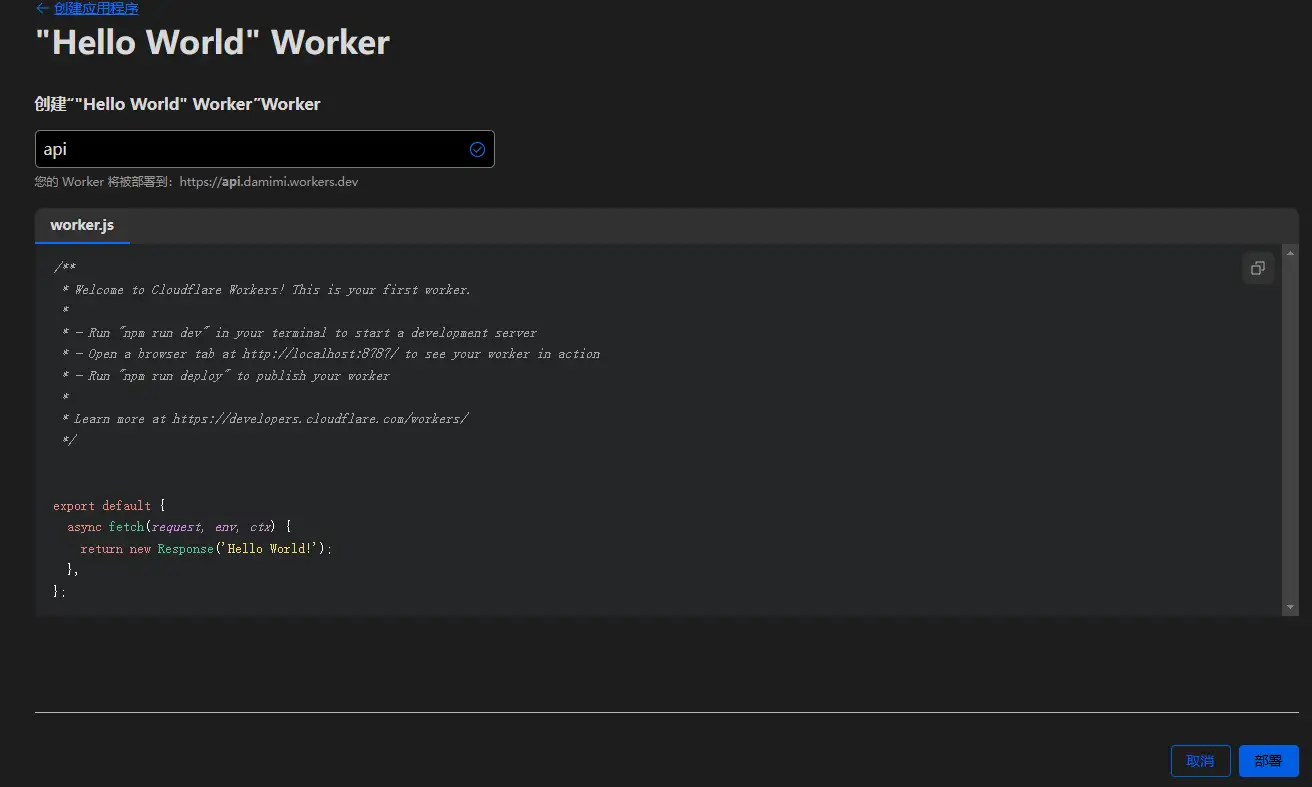 ← 创建应用程序
"Hello World" Worker
创建“"Hello World" Worker”Worker
api
您的 Worker 将被部署到：https://api.damimi.workers.dev
worker.js
/**
 * Welcome to Cloudflare Workers! This is your first worker.
 *
 * - Run "npm run dev" in your terminal to start a development server
 * - Open a browser tab at http://localhost:8787/ to see your worker in action
 * - Run "npm run deploy" to publish your worker
 *
 * Learn more at https://developers.cloudflare.com/workers/
 */
export default {
  async fetch(request, env, ctx) {
    return new Response('Hello World!');
  },
};
取消
部署